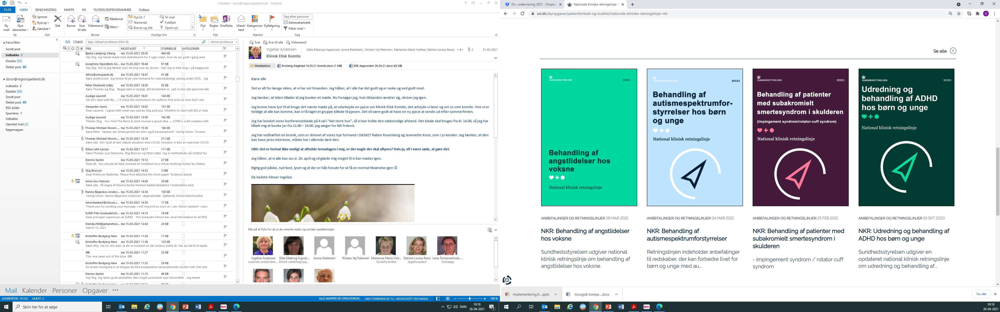 Indbakke - sbror@regionsjaelland.dk - Outlook
FILER HJEM SEND/MODTAG MAPPE VIS TILFØJELSESPROGRAMMER OnBase
Ny mail
Nye elementer
Ny
Ignorer
Ryd op
Uønsket
Slet
Slet
Besvar
Svar til alle
Videresend
Mødesvar
Mere
Besvar
Flyt til: ?
Teammail
Besvar og slet
Til chef
Fuldført
Opret nyt
Hurtige trin
Flyt
Regler
OneNote
Flyt
Ulæst/ læst
Kategoriser
Opfølgning
Mærker
Søg efter personer
Adressekartotek
Filtrer mail
Søg
Favoritter
Sendt post
Indbakke 2
Kladder [93]
Slettet post 80
sbror@regionsjaelland.dk
Indbakke 2
Kladder [93]
Sendt post
Slettet post 80
RSS-kilder
Spambox 1
Udbakke
Uønsket mail [2]
Søgemapper
Alt Ulæst
Søg i Aktuel postkasse (Ctrl+E)
Aktuel postkasse
FRA MODTAGET STØRRELSE KATEGORIER
Bjarke Løvbjerg Viberg ma 15-03-2021 20:30 460 KB
Hej Stig Jeg havde møde med statistikerne for 3 uger siden, hvor de var godt i gang med
Josephine Skjoldbirk An... ma 15-03-2021 18:48 97 KB
Hej Stig Det vil jeg tænker over de ting som du skriver – tak! Jeg er helt enig i, på baggrund
office@ortopaedi.dk ma 15-03-2021 18:47 41 KB
Kære professorer Jeg skriver til jer som formand for videnskabeligt udvalg under DOS. Jeg
Peter Muhareb Udby ma 15-03-2021 16:50 92 KB
Kære Thomas og Stig, Begge dele er muligt, det bestemmer vi. Lad os tale det igennem alle
Audige Laurent ma 15-03-2021 16:41 144 KB
OK let´s start with BJJ ... I´ll check the instructions for authors first and see how fast I can
Alexander Joeris ma 15-03-2021 16:02 151 KB
Dear Laurent, I agree with what was said by Stig and you. Whether to start with BJJ or Acta
Audige Laurent ma 15-03-2021 15:56 142 KB
Thanks Stig, Yes i find The Bone & Joint Journal a good idea .... CORR is a bit complex with
Thomas Michael Nissen-... ma 15-03-2021 15:38 166 KB
Kære Peter Tænkes der klinikophold her eller også hovedophold? Venlig hilsen Thomas
Thomas Michael Nissen-... ma 15-03-2021 15:18 211 KB
Kære alle Set i lyset af den stabile situation med COVID, forudser vi ikke en maksimal COVID
Rikke Leth-Larsen ma 15-03-2021 15:17 111 KB
Kære Thomas Juul Sørensen, Stig Brorson og Peter Udby Jeg er institutleder på Institut for
Dennis Karimi ma 15-03-2021 15:12 27 KB
Dear all, You should all have received an invitation to a virtual meeting hosted by Webex.
Stig Brorson ma 15-03-2021 14:55 3 MB
Dear Professor Rydholm, Please find attached the short paper 'Evidence-based
Anne Jess Hansen ma 15-03-2021 14:45 30 KB
Kære alle. På vegne af Dennis Karimi hermed mødeindkaldelse i forbindelse med
Hanne Bøgeskov Anders... ma 15-03-2021 14:34 130 KB
Venlig hilsen Hanne Bøgeskov Andersen Lægesekretær Sjællands Universitetshospital
simonlambert@icloud.c... ma 15-03-2021 14:30 17 KB
Thank you for sending your message. I will respond as soon as I can. Simon Lambert <slut>
SUND-FAK-GraduateSch... ma 15-03-2021 14:15 76 KB
Dear principal supervisors at SUND, The Graduate School has send information to all PhD
Wanda.Hill@jamanetwo... ma 15-03-2021 12:42 24 KB
March 15, 2021
Kristoffer Borbjerg Hare ma 15-03-2021 11:54 17 KB
Kristoffer Borbjerg Hare ma 15-03-2021 11:36 123 KB
Kære Stig Tak for din mail. Ja der er kommet en del reviews sidste år. Har du tid til et møde
JBB ma 15-03-2021 11:27 25 KB
This one came out of the blue JBB
Kristoffer Borbjerg Hare ma 15-03-2021 11:25 29 KB
En anden mulighed er at droppe de ikke komparative observationelle studier helt. Det ville
Dennis Karimi ma 15-03-2021 11:15 48 KB
Hej Stig Jeg læste godt abstraktet. Blev noget overrasket over tidsskriftet. Jeg havde
Svar Svar til alle Videresend
Ingelise Andersen Gitte Ellekrog Ingwersen; Jonna Kielstrøm'; 'Kirsten Vej Petersen'; Marianne Marie Vinther; Katrine Louise Raun; + 4 2 31-03-2021
Klinisk Etisk Komite
Meddelelse Kristelig Dagblad 16.03.21 Kronik.docx (1 MB) KEK dagsorden 26.04.21.docx (62 KB)
Kære alle
Det er alt for længe siden, at vi har set hinanden. Jeg håber, at I alle har det godt og er raske og ved godt mod.
Jeg tænker, at tiden tillader at jeg booker et møde. Nu forsøger jeg, hvis tilstanden ændrer sig, skriver jeg igen.
Jeg kunne have lyst til at bruge det næste møde på, at udarbejde en pjece om Klinisk Etisk Komite, det arbejde vi laver og om os som komite. Hvis vi er
heldige at alle kan komme, kan vi få taget et gruppe billede til pjecen. Det vil være godt at have en ny pjece at sende ud efter sommerferien.
Jeg har booket vores konferencelokale på 4 sal i ”det store hus”, så vi kan holde den nødvendige afstand. Det lokale skal bruges fra kl. 14.00, så jeg har
tilladt mig at booke jer fra 12.00 – 14.00. jeg sørger for lidt frokost.
Jeg har vedhæftet en kronik, som er skrevet af vores nye formand i DASKET Raben Rosenberg og Jeannette Knox, som I jo kender. Jeg tænker, at den
kan have jeres interesse, måske har I allerede læst den.
OBS: Det er fortsat ikke muligt at afholde temadagen i maj, er der nogle der skal aflyses? Hvis ja, vil I være søde, at gøre det.
Jeg håber, at vi alle kan ses d. 26. april og vil glæde mig meget til vi kan mødes igen.
Rigtig god påske, nyd livet, lyset og at der er håb forude for at få en normal tilværelse igen ☺
De bedste hilsner Ingelise
Klik på et foto for at se de seneste mails og sociale opdateringer.
Ingelise Andersen Gitte Ellekrog Ingwer... Jonna Kielstrøm' 'Kirsten Vej Petersen' Marianne Marie Vint... Katrine Louise Raun Lene Tschemerinsky ...
Ledende chefjordem... Klinisk udviklingssyg... Socialformidler Sygehuspræst Overlæge
Mail Kalender Personer Opgaver ...
ELEMENTER: 19.522 ULÆST: 2 ALLE MAPPER ER OPDATEREDE. HAR FORBINDELSE TIL : MICROSOFT EXCHANGE 100 %
Skriv her for at søge
DAN 10:18
26-04-2021
Div. undervisning 2021 - Dropbo Nationale kliniske retningslinjer
sst.dk/da/opgaver/patientforloeb-og-kvalitet/nationale-kliniske-retningslinjer-nkr
S
Se alle
SUNDHEDSSTYRELSEN 2021
Behandling af
angstlidelser hos
voksne
National klinisk retningslinje
SUNDHEDSSTYRELSEN 2021
Behandling af
autismespektrumfor-
styrrelser hos børn
og unge
National klinisk retningslinje
SUNDHEDSSTYRELSEN 2021
Behandling af patienter
med subakromielt
smertesyndrom i skulderen
(Impingement syndrom/rotator-cuff syndrom)
National klinisk retningslinje
SUNDHEDSSTYRELSEN 2020
Udredning og
behandling af ADHD
hos børn og unge
National klinisk retningslinje
ANBEFALINGER OG RETNINGSLINJER 09 MAR 2021
NKR: Behandling af angstlidelser
hos voksne
Sundhedsstyrelsen udgiver national
klinisk retningslinje om behandling af
angstlidelser hos voksne.
ANBEFALINGER OG RETNINGSLINJER 04 MAR 2021
NKR: Behandling af
autismespektrumforstyrrelser
Retningslinjen indeholder anbefalinger
til redskaber, der kan forbedre livet for
børn og unge med au...
ANBEFALINGER OG RETNINGSLINJER 25 FEB 2021
NKR: Behandling af patienter med
subakromielt smertesyndrom i
skulderen
- impingement syndrom / rotator cuff
syndrom
ANBEFALINGER OG RETNINGSLINJER 19 OKT 2020
NKR: Udredning og behandling af
ADHD hos børn og unge
Sundhedsstyrelsen udgiver en
opdateret national klinisk retningslinje
om udredning og behandling af...
Implementering.R....pptx Kirurgisk Kompe....docx Vis alle
10:18
26-04-2021